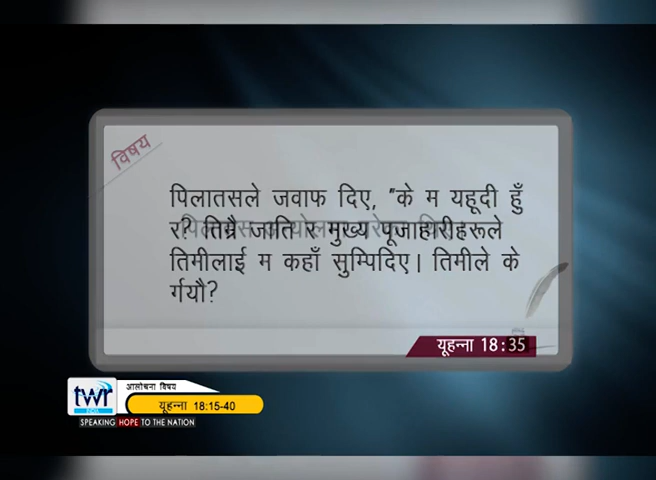 विषय
पिलातसले जवाफ दिए, "के म यहूदी हुँ
र? तिम्रै जाति र मुख्य पूजाहारीहरूले
तिमीलाई म कहाँ सुम्पिदिए। तिमीले के
र्गयौ?
यूहन्ना 18:35
twr
आलोचना विषय
यूहन्ना 18:15-40
SPEAKING HOPE TO THE NATION